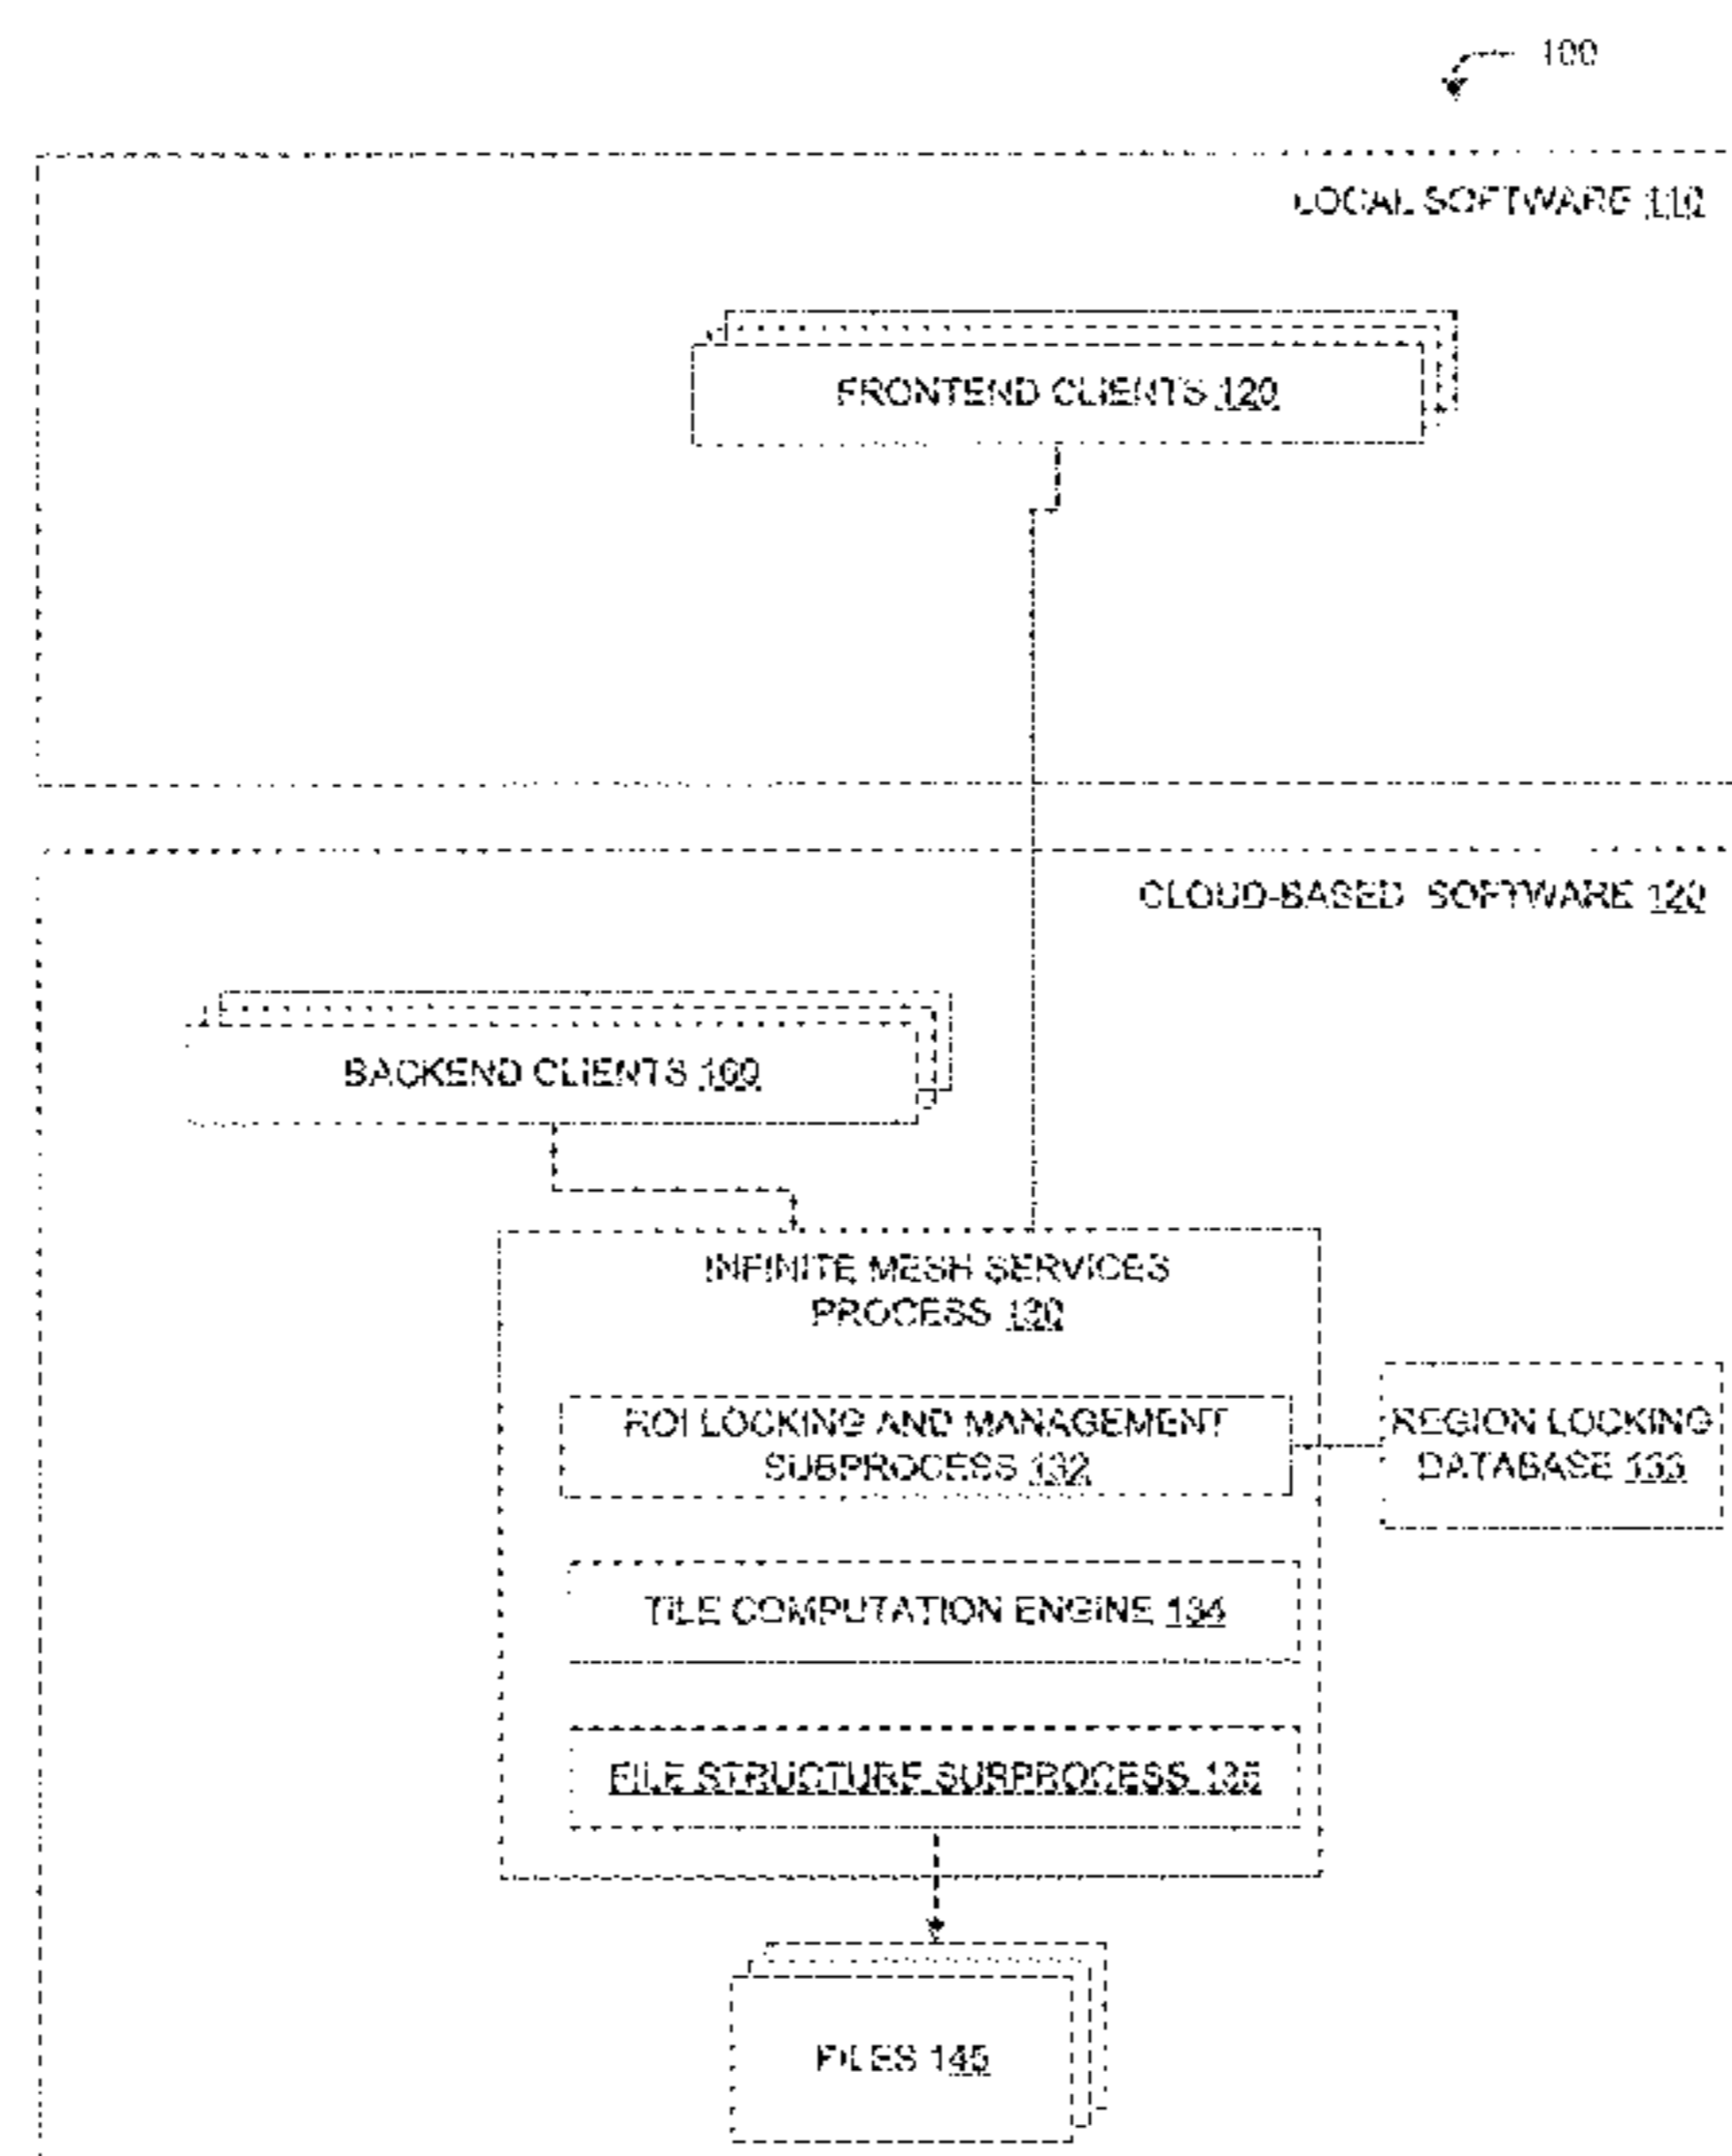 100
LOCAL SOFTWARE 110
FRONTEND CLIENTS 120
CLOUD-BASED SOFTWARE 120
BACKEND CLIENTS 160
INFINITE MESH SERVICES
PROCESS 130
ROI LOCKING AND MANAGEMENT
SUBPROCESS 132
REGION LOCKING
DATABASE 133
TILE COMPUTATION ENGINE 134
FILE STRUCTURE SUBPROCESS 135
FILES 145